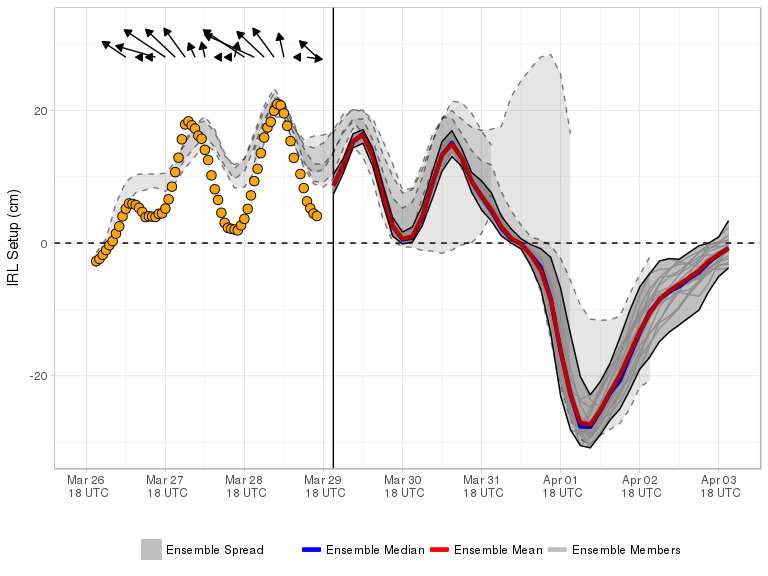 IRL Setup (cm)
20
0
-20
Mar 26 Mar 27 Mar 28 Mar 29 Mar 30 Mar 31 Apr 01 Apr 02 Apr 03
18 UTC 18 UTC 18 UTC 18 UTC 18 UTC 18 UTC 18 UTC 18 UTC 18 UTC
Ensemble Spread Ensemble Median Ensemble Mean Ensemble Members